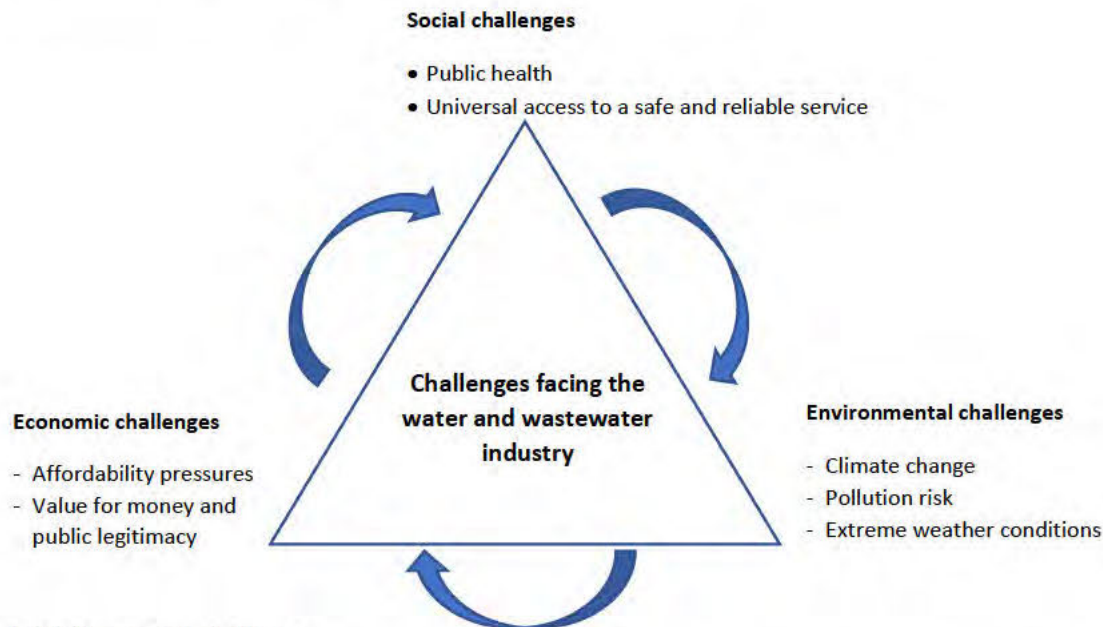 Social challenges
• Public health
• Universal access to a safe and reliable service
Challenges facing the
water and wastewater
industry
Economic challenges
- Affordability pressures
- Value for money and
public legitimacy
Environmental challenges
- Climate change
- Pollution risk
- Extreme weather conditions